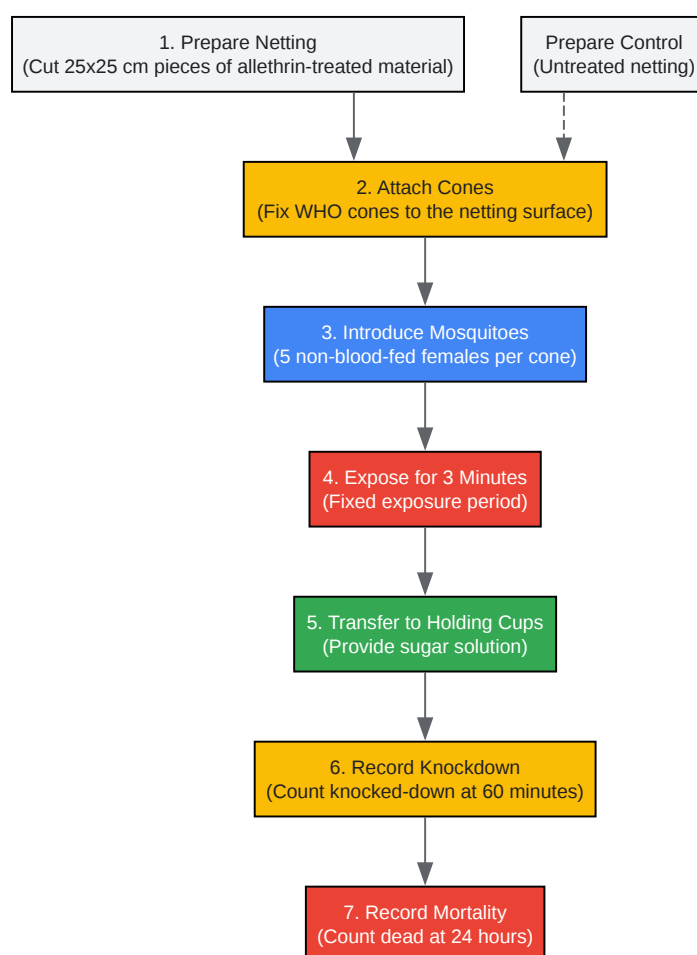 1. Prepare Netting
(Cut 25x25 cm pieces of allethrin-treated material)
Prepare Control
(Untreated netting)
2. Attach Cones
(Fix WHO cones to the netting surface)
3. Introduce Mosquitoes
(5 non-blood-fed females per cone)
4. Expose for 3 Minutes
(Fixed exposure period)
5. Transfer to Holding Cups
(Provide sugar solution)
6. Record Knockdown
(Count knocked-down at 60 minutes)
7. Record Mortality
(Count dead at 24 hours)